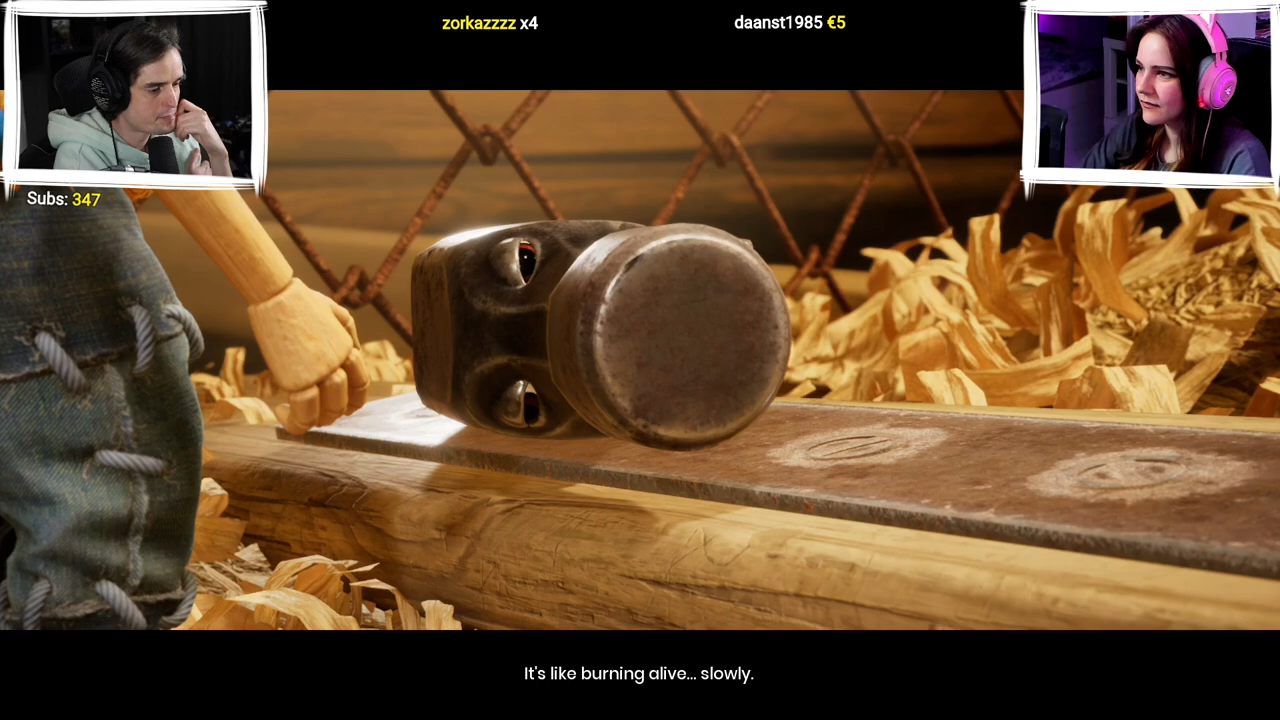 zorkazzzz x4
daanst1985 €5
Subs: 347
It's like burning alive... slowly.